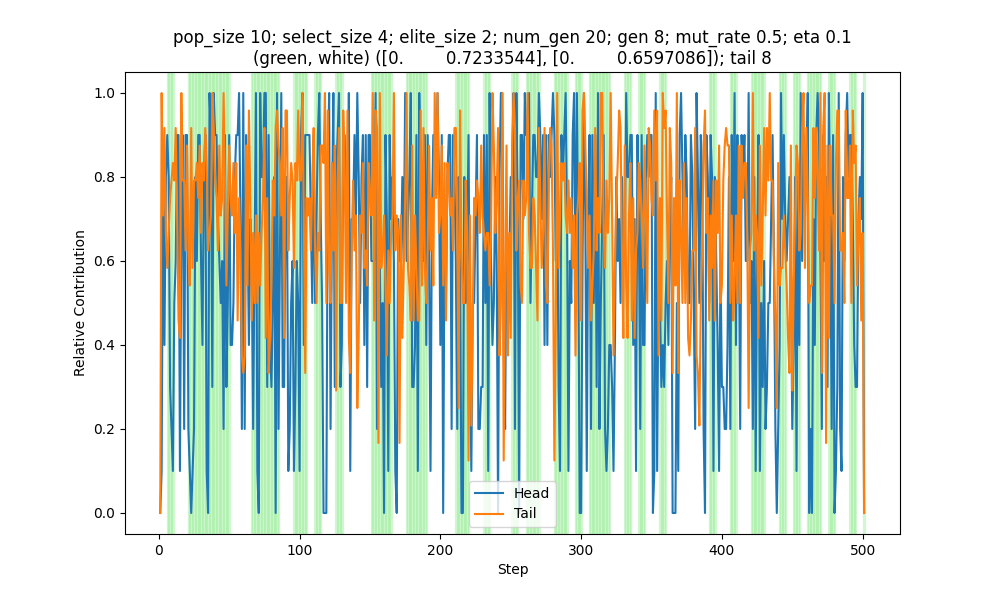 pop_size 10; select_size 4; elite_size 2; num_gen 20; gen 8; mut_rate 0.5; eta 0.1
(green, white) ([0. 0.7233544], [0. 0.6597086]); tail 8
Relative Contribution
1.0
0.8
0.6
0.4
0.2
0.0
Head
Tail
0 100 200 300 400 500
Step